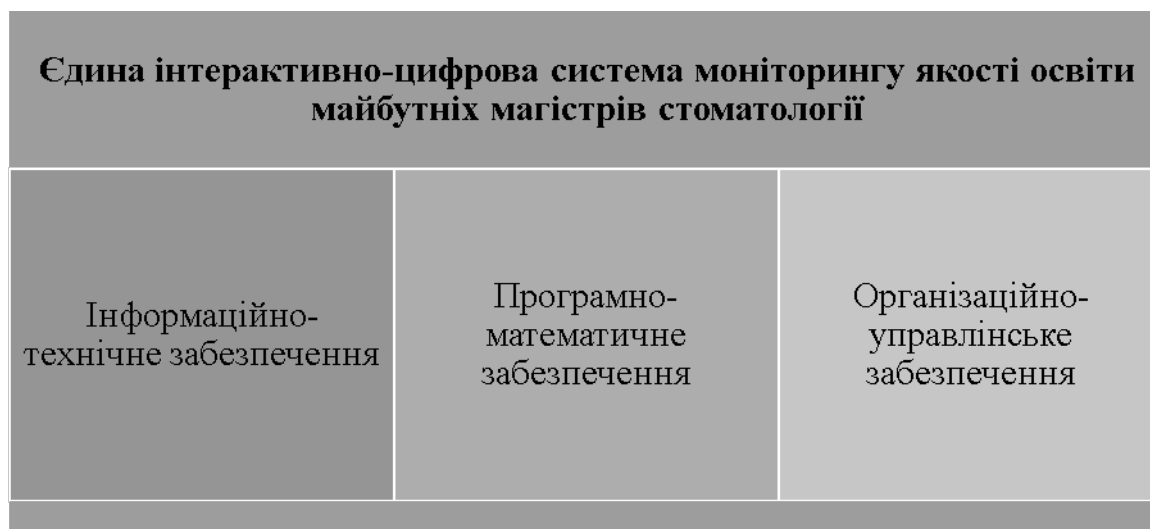 Єдина інтерактивно-цифрова система моніторингу якості освіти
майбутніх магістрів стоматології
Інформаційно-
технічне забезпечення
Програмно-
математичне
забезпечення
Організаційно-
управлінське
забезпечення